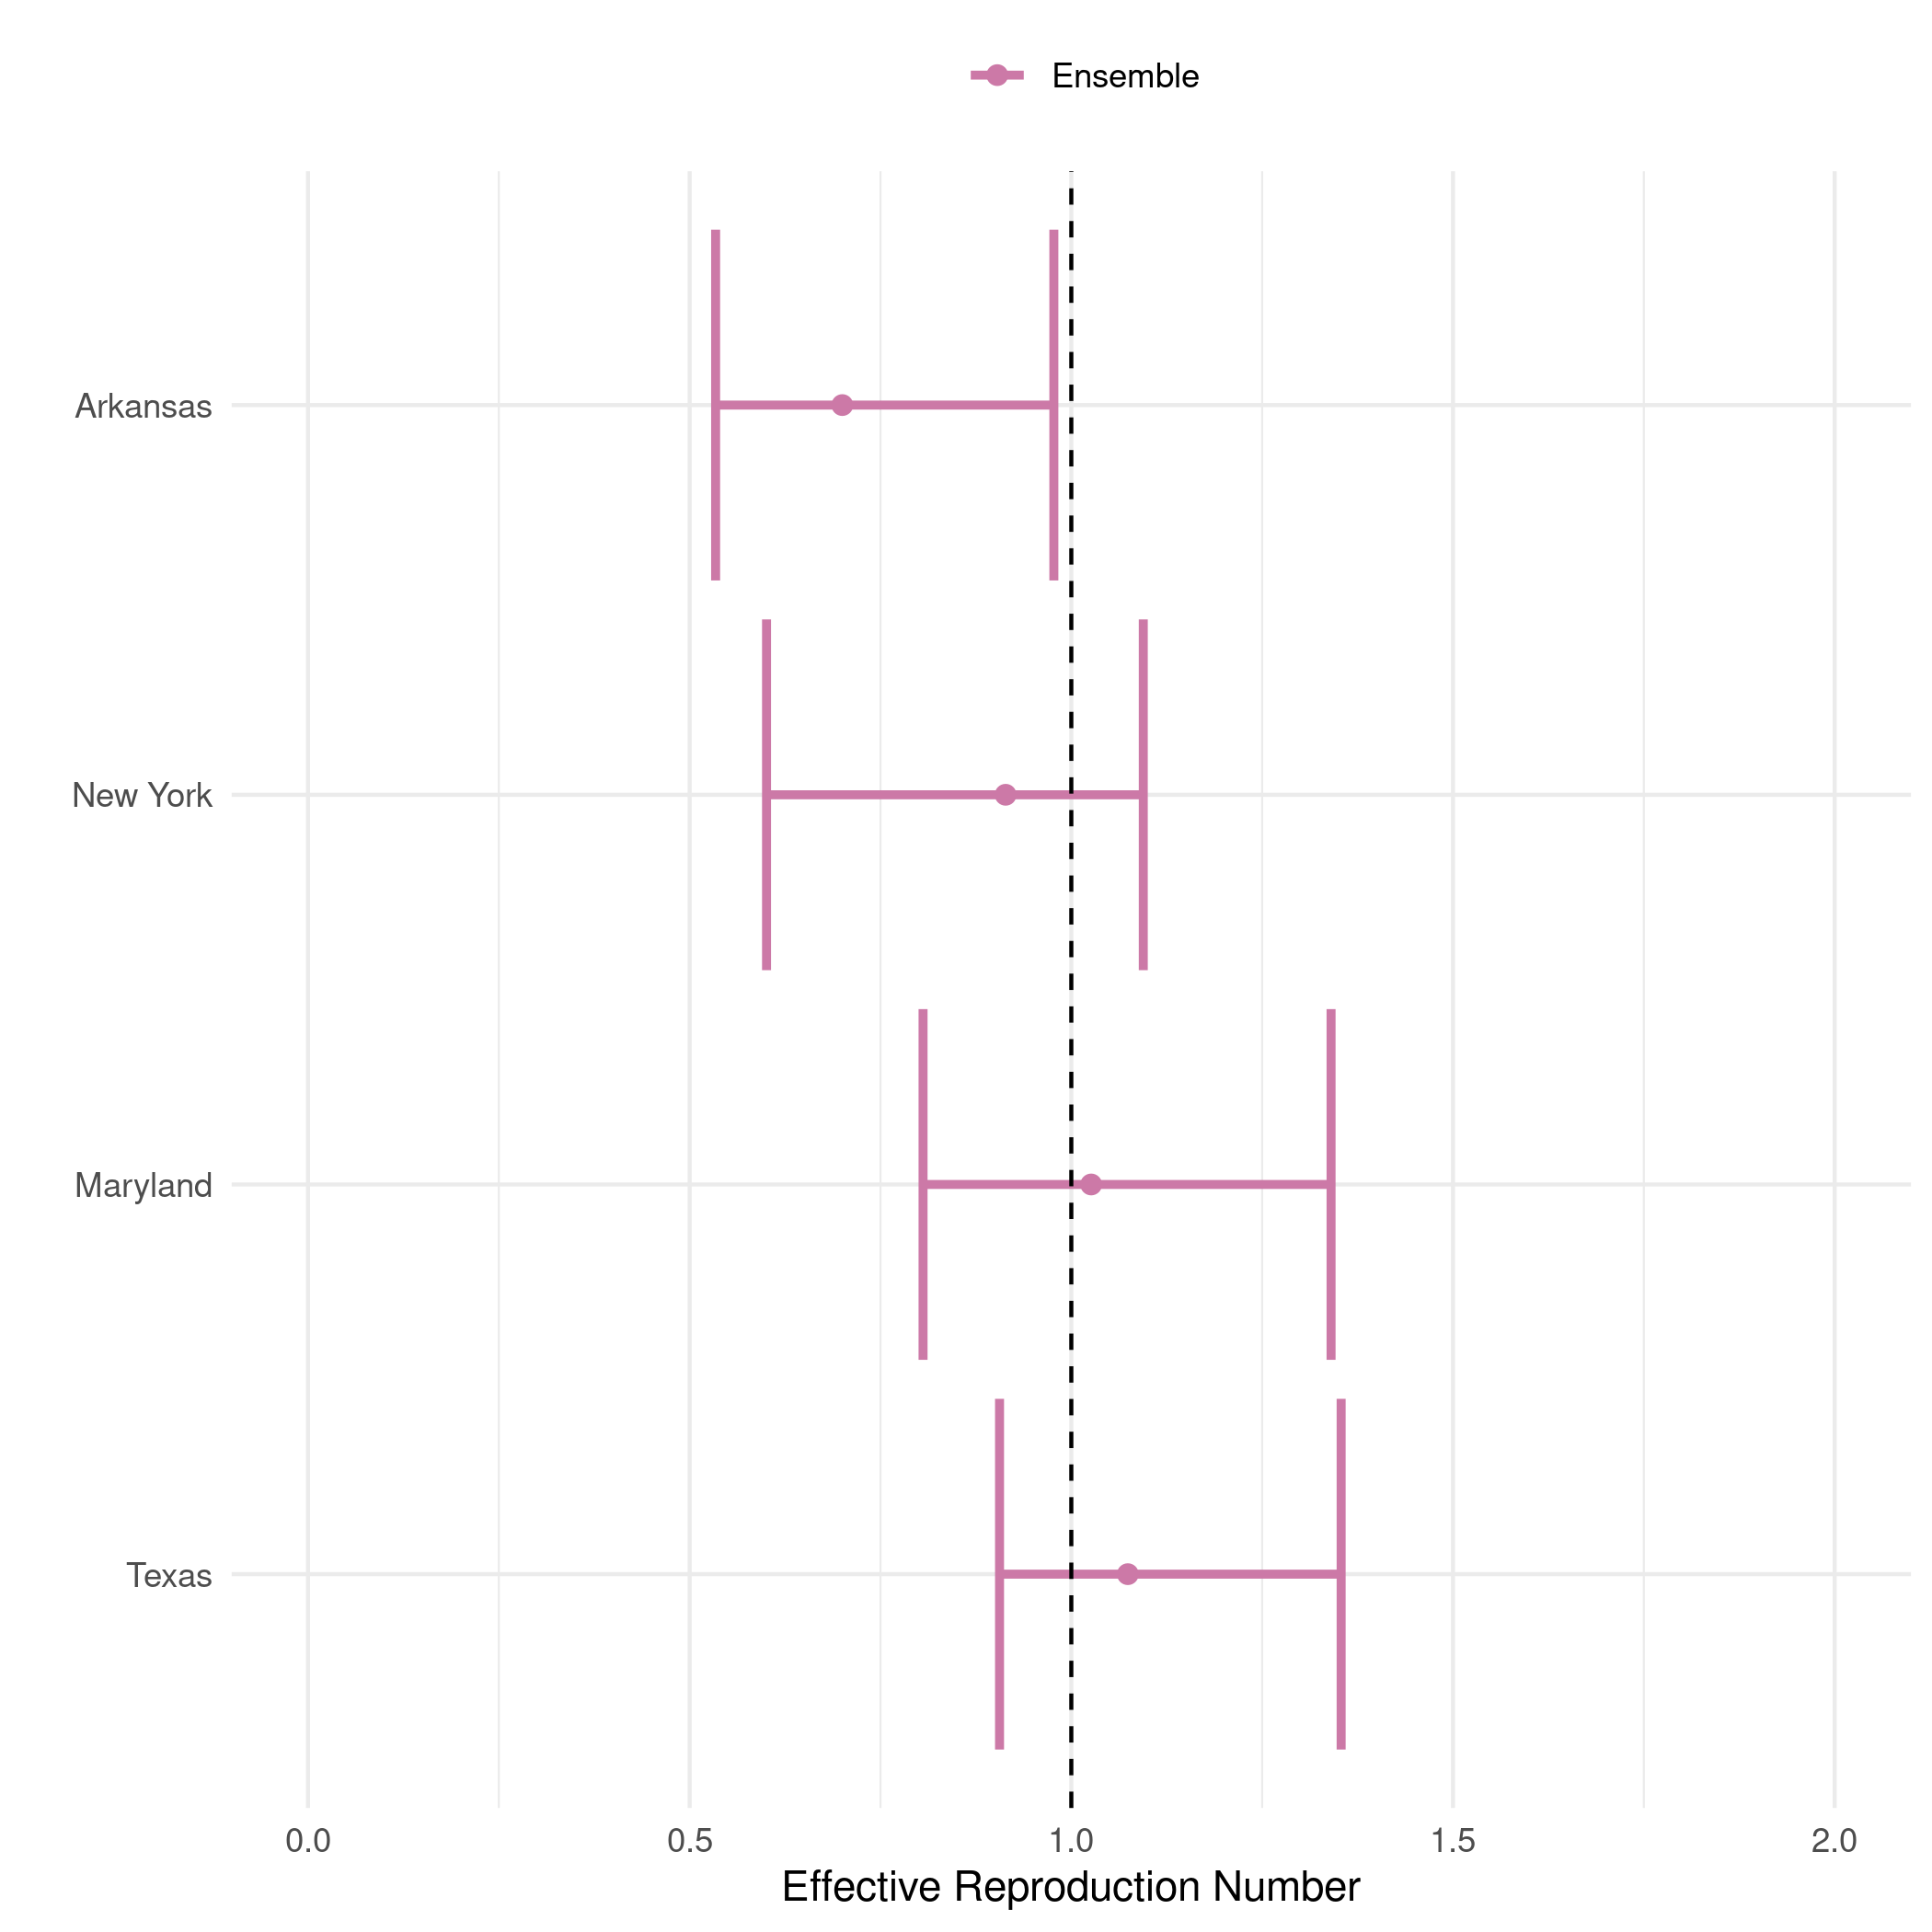 Ensemble
Arkansas
New York
Maryland
Texas
0.0 0.5 1.0 1.5 2.0
Effective Reproduction Number